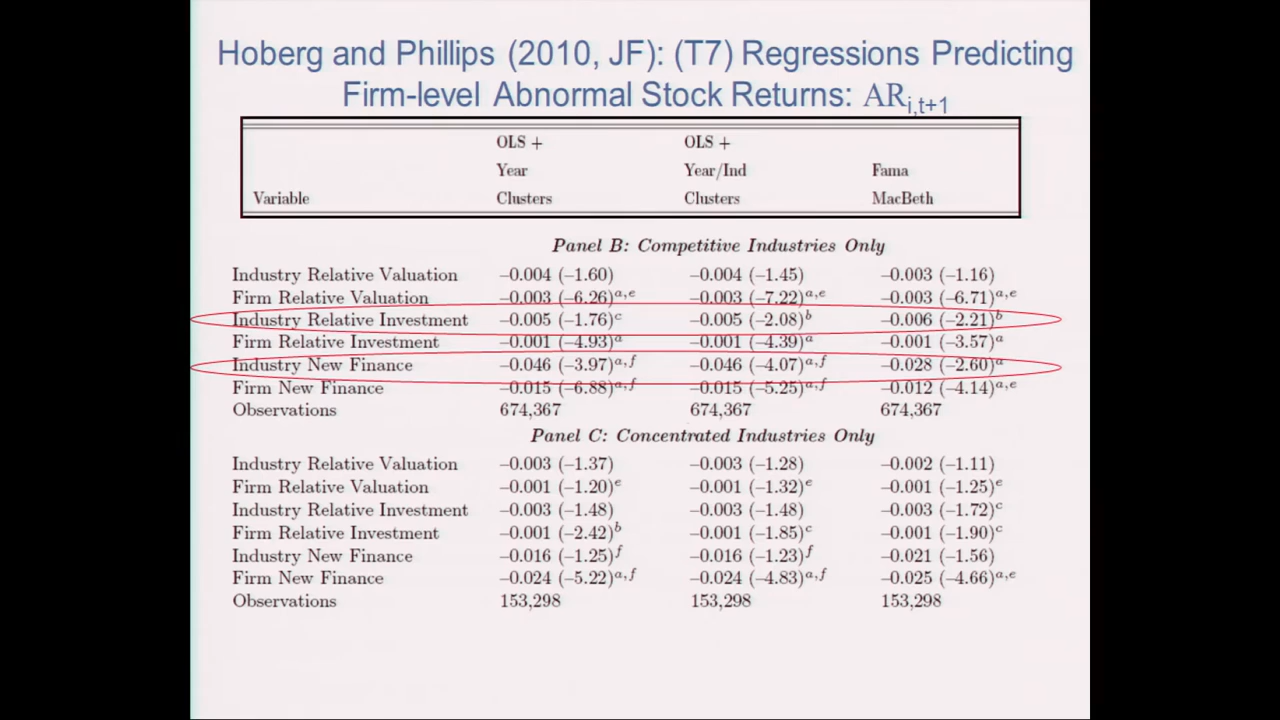 Hoberg and Phillips (2010, JF): (T7) Regressions Predicting
Firm-level Abnormal Stock Returns: ARi,t+1
OLS + OLS +
Year Year/Ind Fama
Variable Clusters Clusters MacBeth
Panel B: Competitive Industries Only
Industry Relative Valuation –0.004 (–1.60) –0.004 (–1.45) –0.003 (–1.16)
Firm Relative Valuation –0.003 (–6.26)a,e –0.003 (–7.22)a,e –0.003 (–6.71)a,e
Industry Relative Investment –0.005 (–1.76)c –0.005 (–2.08)b –0.006 (–2.21)b
Firm Relative Investment –0.001 (–4.93)a –0.001 (–4.39)a –0.001 (–3.57)a
Industry New Finance –0.046 (–3.97)a,f –0.046 (–4.07)a,f –0.028 (–2.60)a
Firm New Finance –0.015 (–6.88)a,f –0.015 (–5.25)a,f –0.012 (–4.14)a,e
Observations 674,367 674,367 674,367
Panel C: Concentrated Industries Only
Industry Relative Valuation –0.003 (–1.37) –0.003 (–1.28) –0.002 (–1.11)
Firm Relative Valuation –0.001 (–1.20)e –0.001 (–1.32)e –0.001 (–1.25)e
Industry Relative Investment –0.003 (–1.48) –0.003 (–1.48) –0.003 (–1.72)c
Firm Relative Investment –0.001 (–2.42)b –0.001 (–1.85)c –0.001 (–1.90)c
Industry New Finance –0.016 (–1.25)f –0.016 (–1.23)f –0.021 (–1.56)
Firm New Finance –0.024 (–5.22)a,f –0.024 (–4.83)a,f –0.025 (–4.66)a,e
Observations 153,298 153,298 153,298